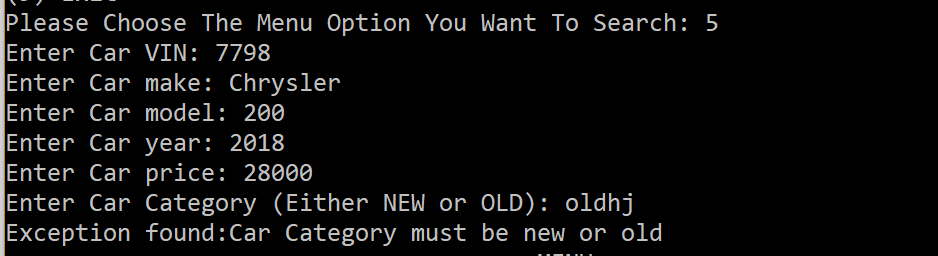 Please Choose The Menu Option You Want To Search: 5
Enter Car VIN: 7798
Enter Car make: Chrysler
Enter Car model: 200
Enter Car year: 2018
Enter Car price: 28000
Enter Car Category (Either NEW or OLD): oldhj
Exception found:Car Category must be new or old